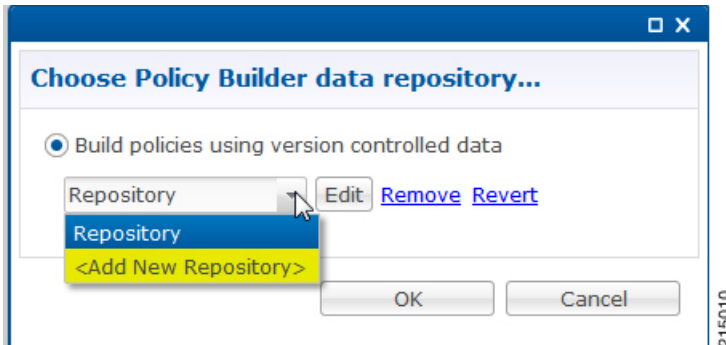 Choose Policy Builder data repository...
Build policies using version controlled data
Repository Edit Remove Revert
Repository
<Add New Repository>
OK Cancel